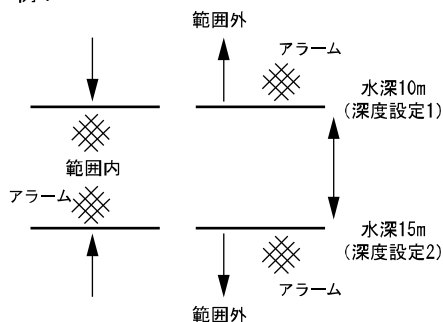 範囲外
アラーム
水深10m
(深度設定1)
範囲内
アラーム
水深15m
(深度設定2)
アラーム
範囲外